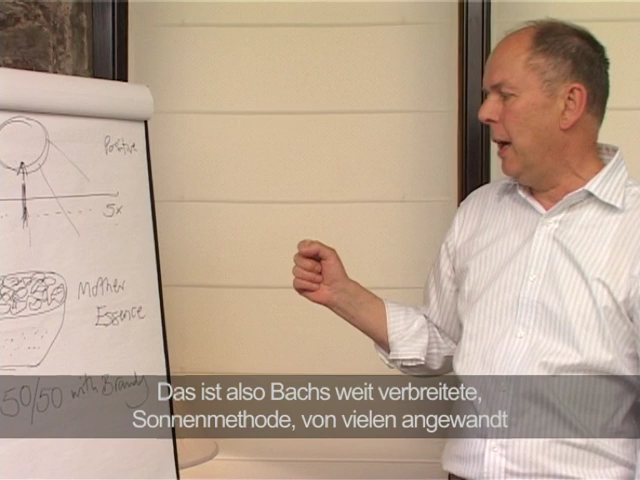 Positive
5x
Mother
Essence
50/50 with Brandy
Das ist also Bachs weit verbreitete,
Sonnenmethode, von vielen angewandt